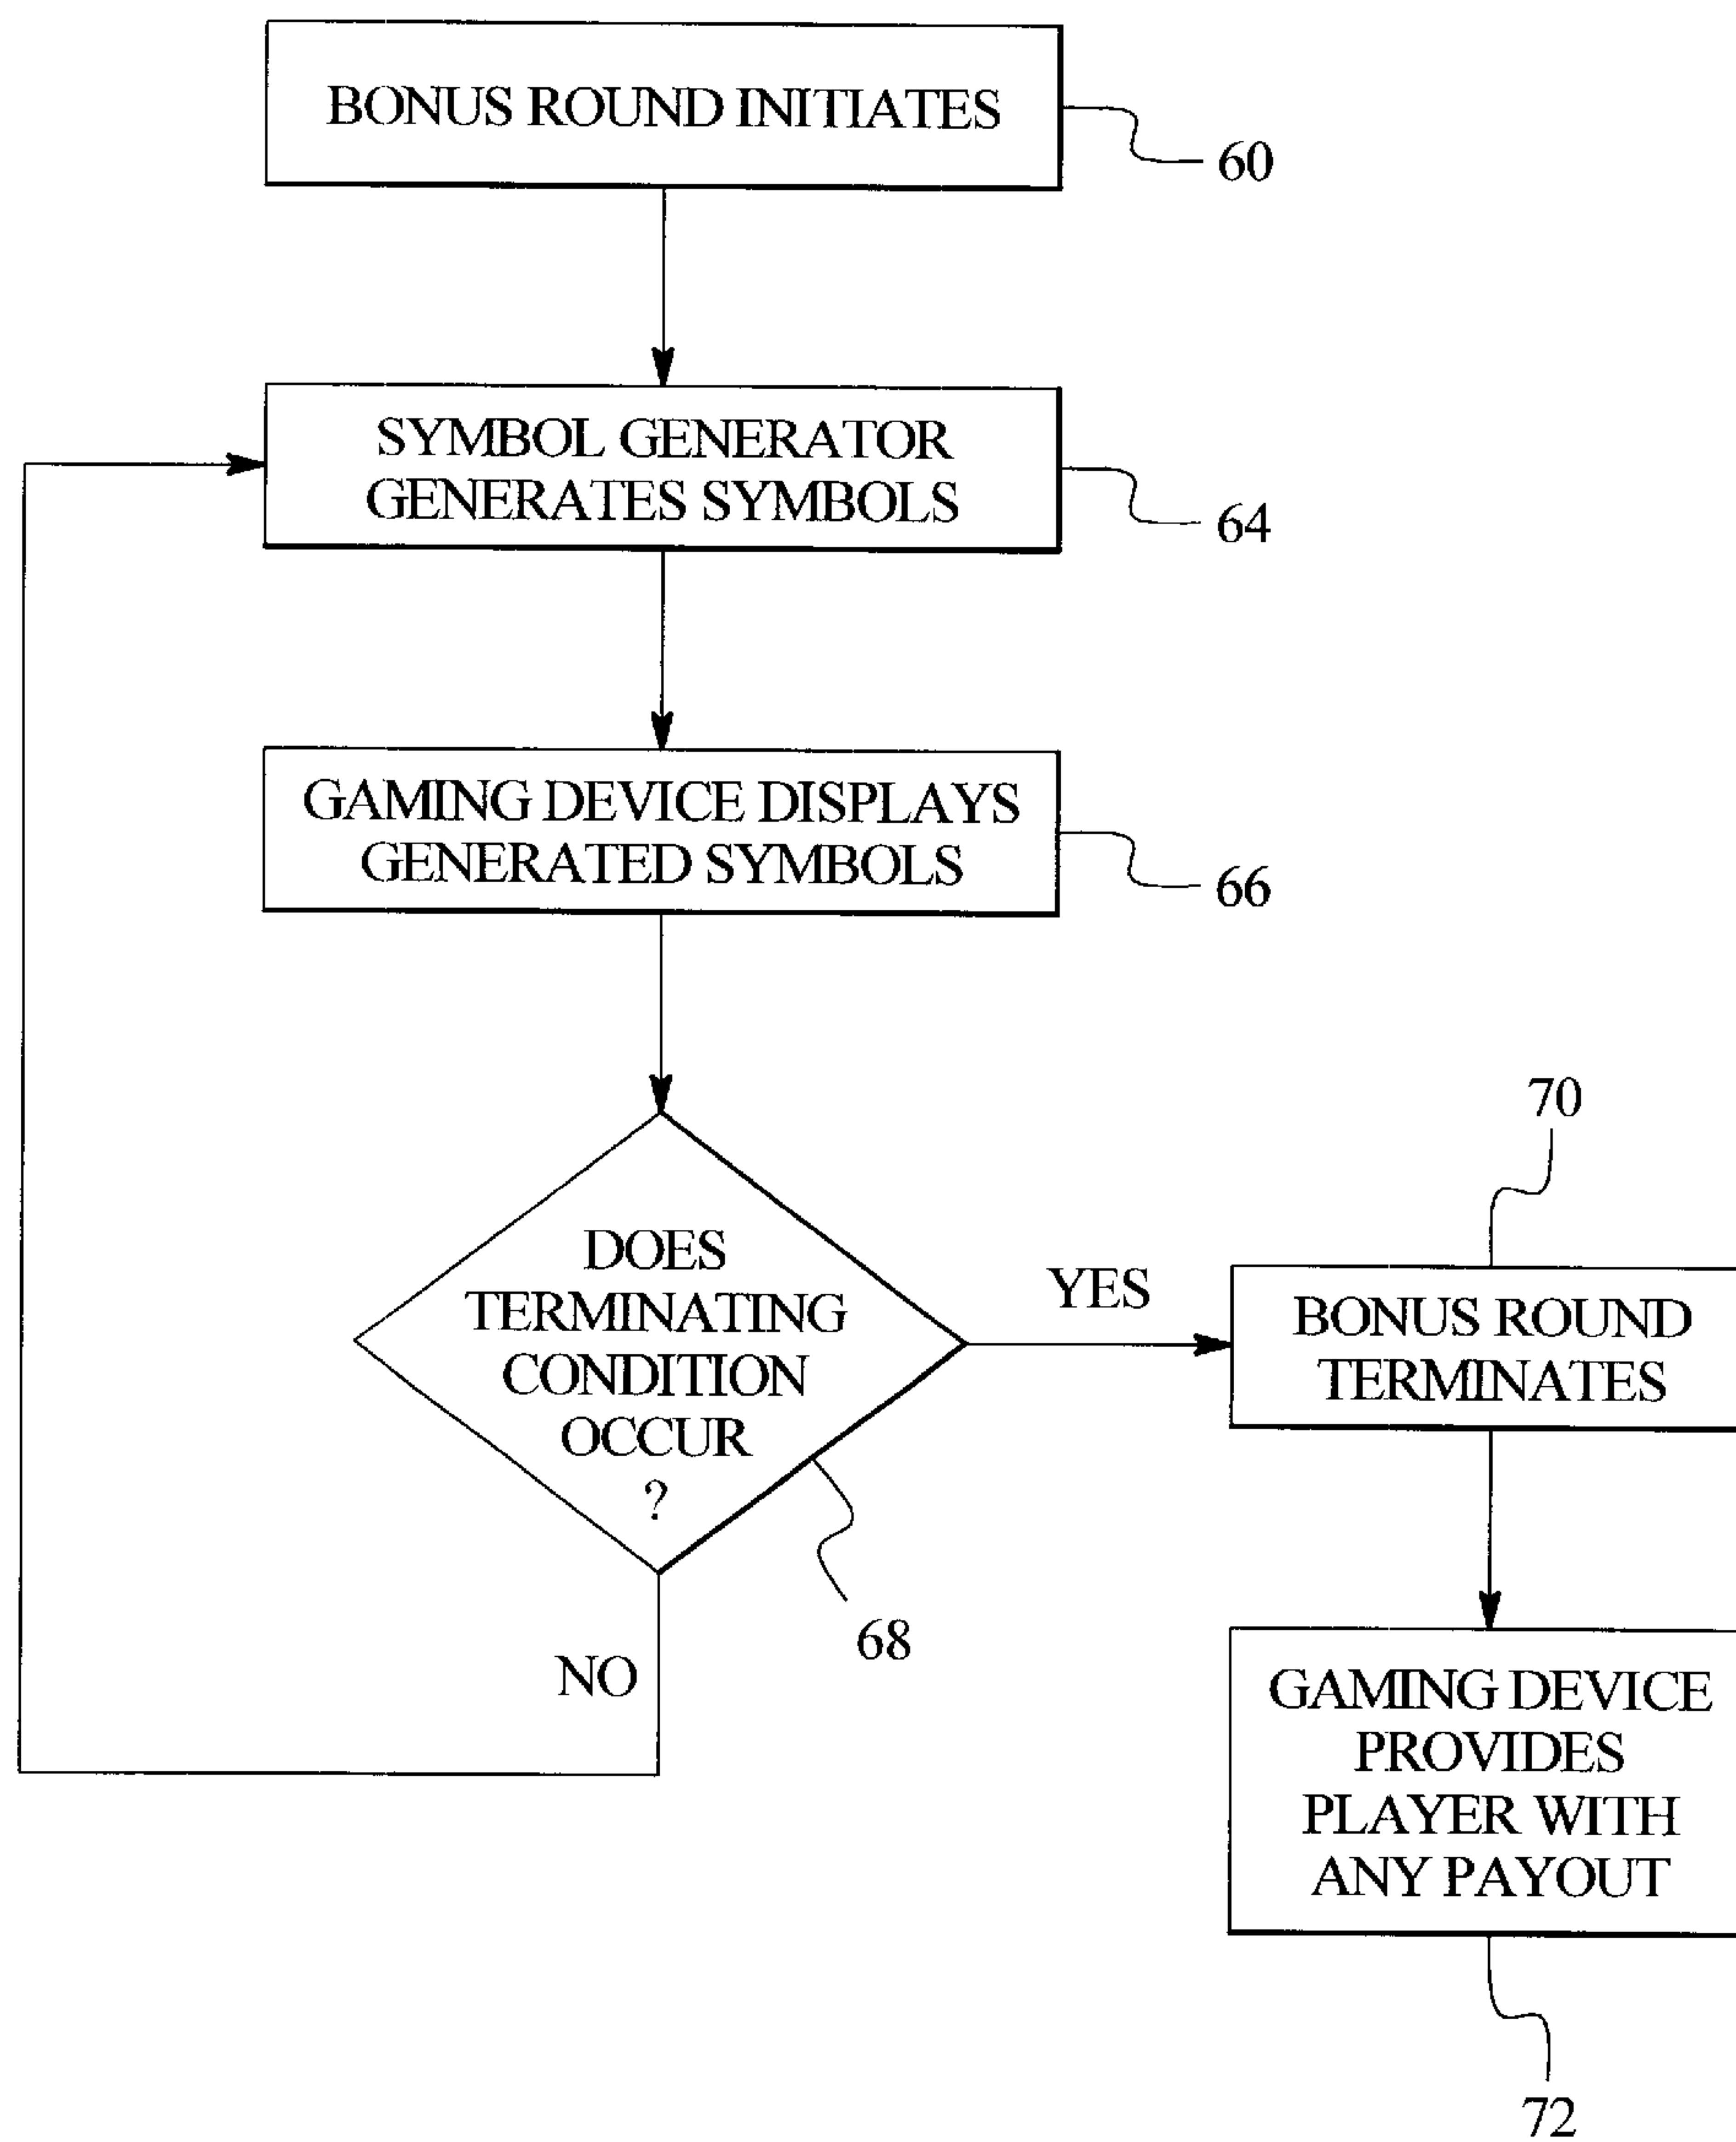 BONUS ROUND INITIATES
60
SYMBOL GENERATOR
GENERATES SYMBOLS
64
GAMING DEVICE DISPLAYS
GENERATED SYMBOLS
66
DOES
TERMINATING
CONDITION
OCCUR
?
68
YES
NO
70
BONUS ROUND
TERMINATES
GAMING DEVICE
PROVIDES
PLAYER WITH
ANY PAYOUT
72